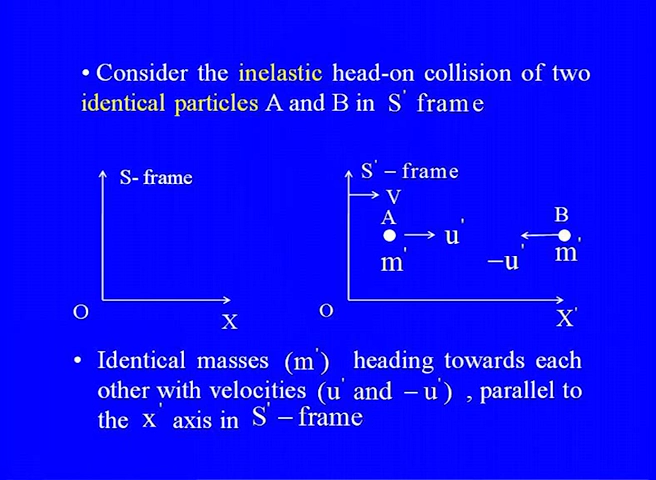 • Consider the inelastic head-on collision of two
identical particles A and B in S' frame
S- frame
O
X
S' – frame
V
A
u'
m'
B
–u'
m'
O
X'
• Identical masses (m') heading towards each
other with velocities (u' and – u') , parallel to
the x' axis in S' – frame